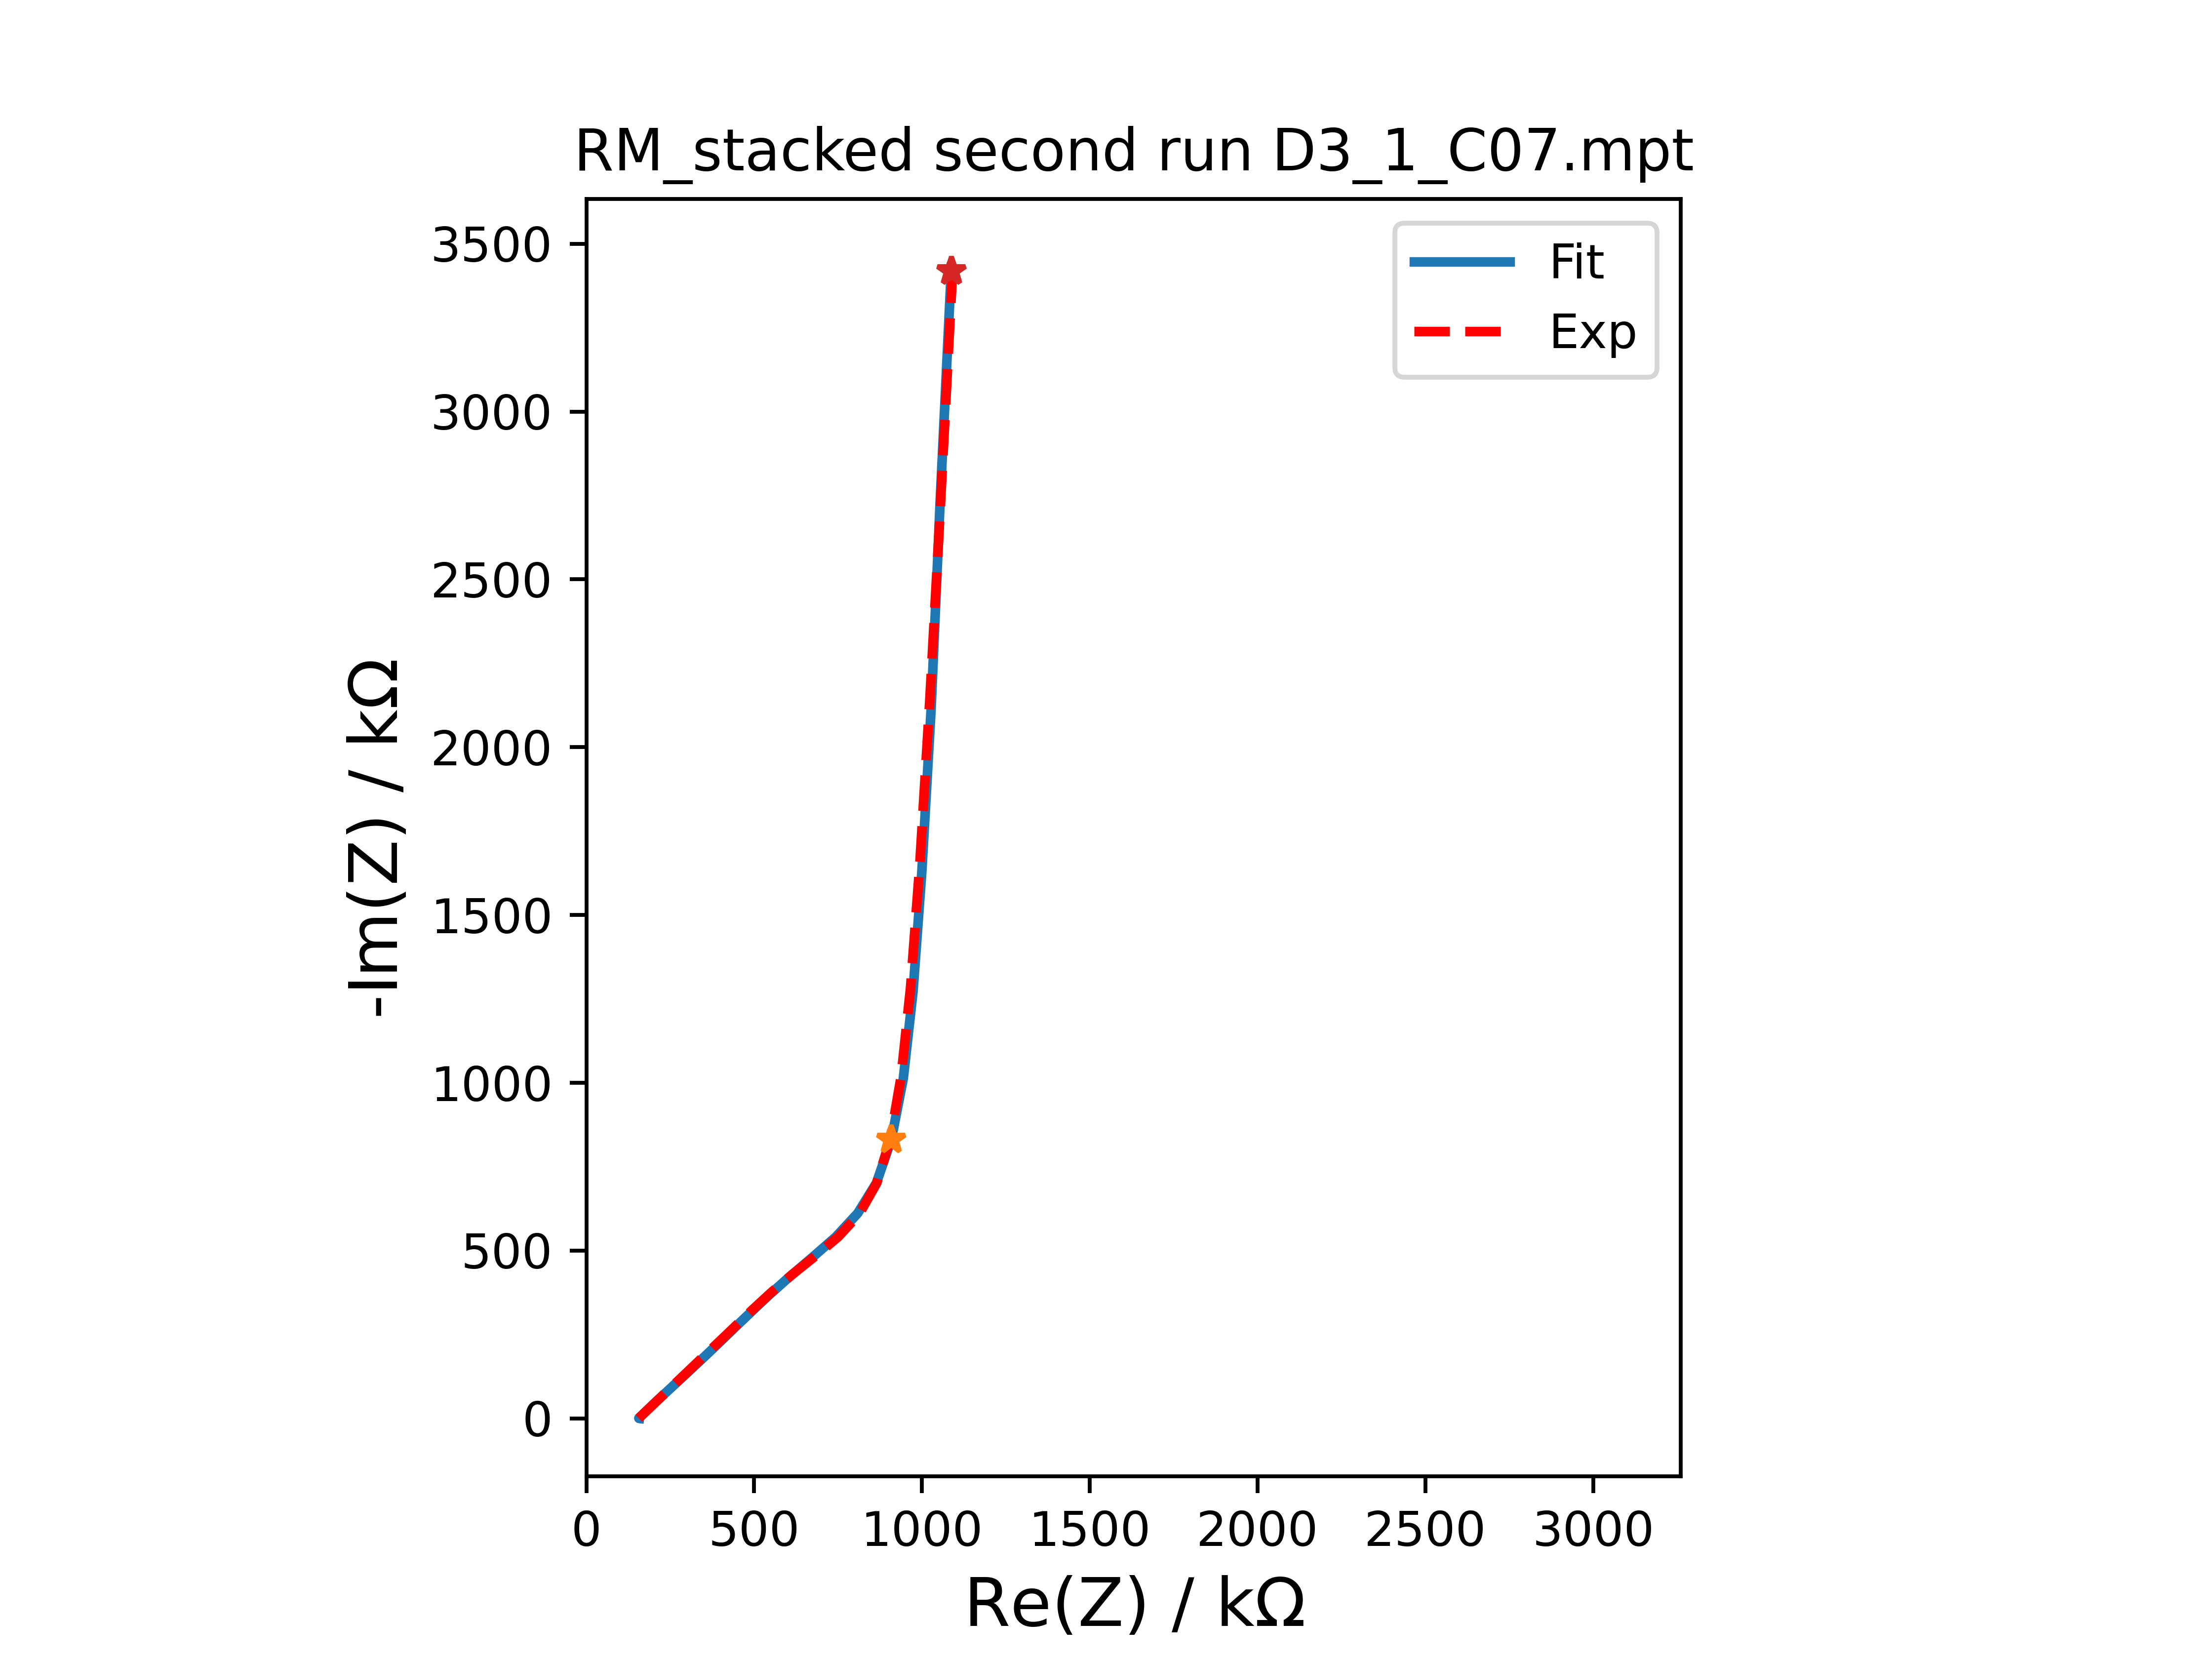 RM_stacked second run D3_1_C07.mpt
Fit
Exp
3500
3000
2500
2000
1500
1000
500
0
-Im(Z) / kΩ
0 500 1000 1500 2000 2500 3000
Re(Z) / kΩ